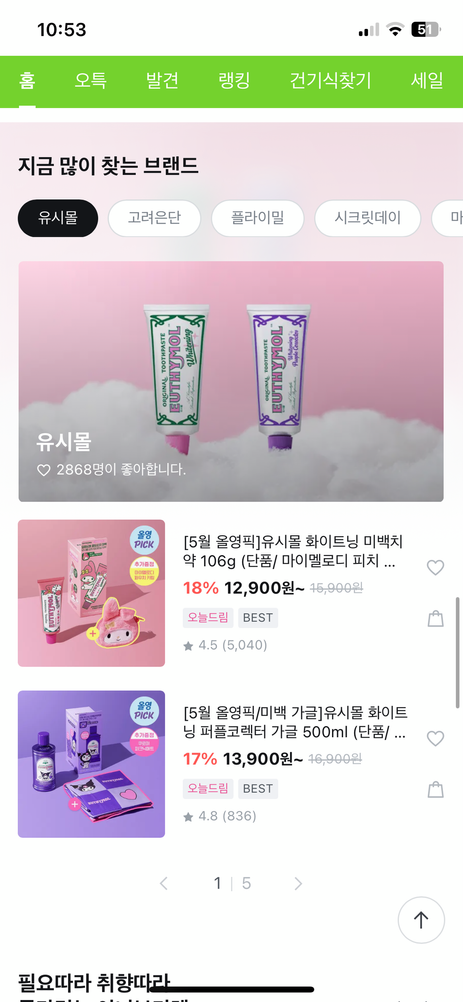 10:53
51
홈 오특 발견 랭킹 건기식찾기 세일
지금 많이 찾는 브랜드
유시몰 고려은단 플라이밀 시크릿데이 마
ORIGINAL TOOTHPASTE
EUTHYMOL
Whitening
ORIGINAL TOOTHPASTE
EUTHYMOL
Whitening
Purple Corrector
유시몰
2868명이 좋아합니다.
올영
PICK
추가증정
[5월 올영픽]유시몰 화이트닝 미백치
약 106g (단품/ 마이멜로디 피치 ...
18% 12,900원~ 15,900원
오늘드림 BEST
4.5 (5,040)
올영
PICK
추가증정
[5월 올영픽/미백 가글]유시몰 화이트
닝 퍼플코렉터 가글 500ml (단품/ ...
17% 13,900원~ 16,900원
오늘드림 BEST
4.8 (836)
1 | 5
필요따라 취향따라